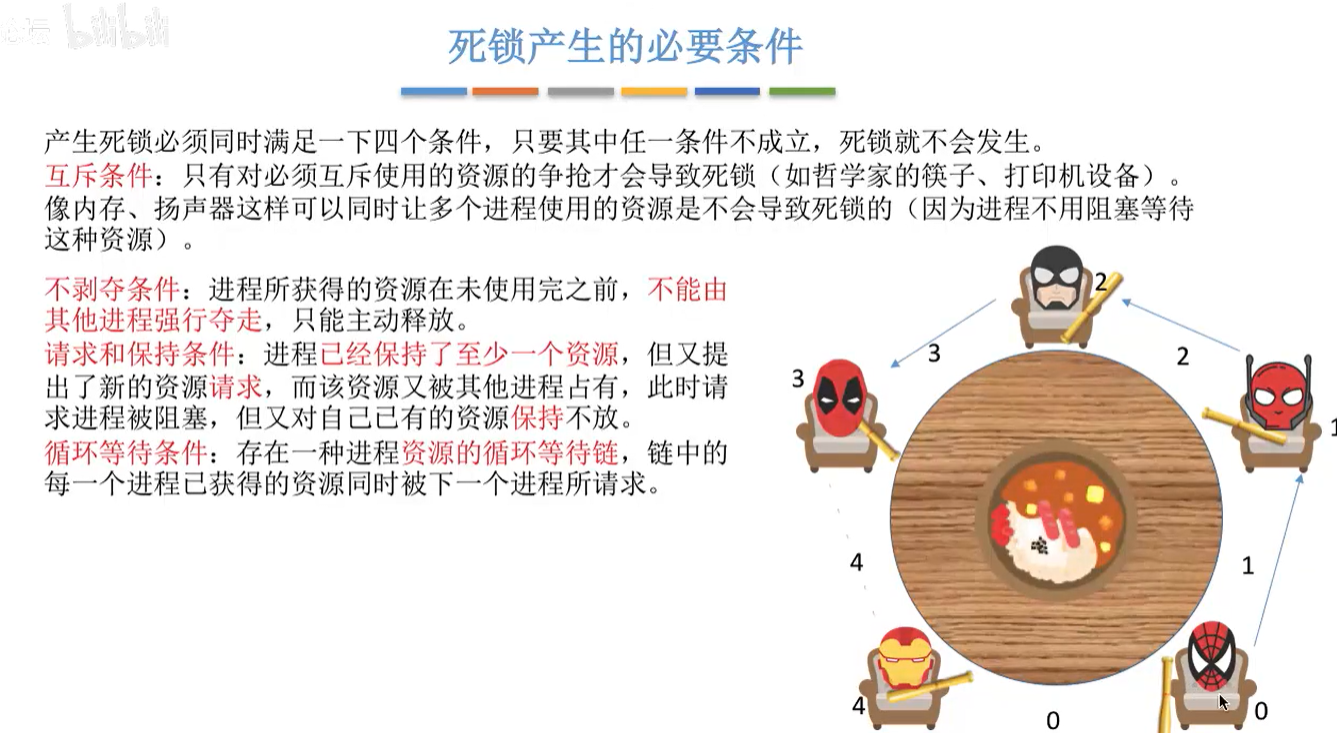 bilibili
死锁产生的必要条件
产生死锁必须同时满足一下四个条件，只要其中任一条件不成立，死锁就不会发生。
互斥条件：只有对必须互斥使用的资源的争抢才会导致死锁（如哲学家的筷子、打印机设备）。
像内存、扬声器这样可以同时让多个进程使用的资源是不会导致死锁的（因为进程不用阻塞等待
这种资源）。
不剥夺条件：进程所获得的资源在未使用完之前，不能由
其他进程强行夺走，只能主动释放。
请求和保持条件：进程已经保持了至少一个资源，但又提
出了新的资源请求，而该资源又被其他进程占有，此时请
求进程被阻塞，但又对自己已有的资源保持不放。
循环等待条件：存在一种进程资源的循环等待链，链中的
每一个进程已获得的资源同时被下一个进程所请求。
2
3
2
3
1
4
1
4
0
0